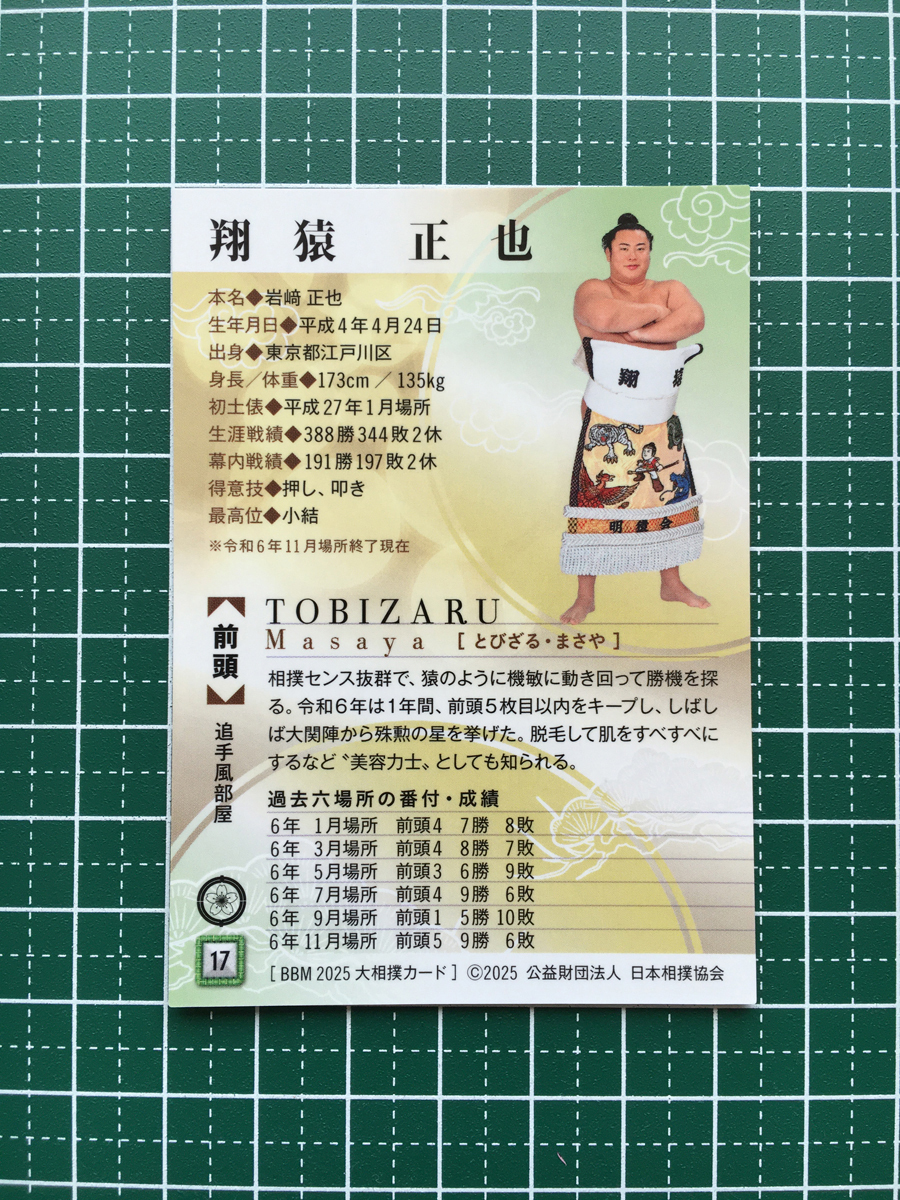 翔猿 正也
本名◆岩﨑 正也
生年月日◆平成4年4月24日
出身◆東京都江戸川区
身長／体重◆173cm ／ 135kg
初土俵◆平成27年1月場所
生涯戦績◆388勝344敗2休
幕内戦績◆191勝197敗2休
得意技◆押し、叩き
最高位◆小結
※令和6年11月場所終了現在
翔 猿
TOBIZARU
Masaya [ とびざる・まさや ]
前頭
追手風部屋
相撲センス抜群で、猿のように機敏に動き回って勝機を探
る。令和6年は1年間、前頭5枚目以内をキープし、しばし
ば大関陣から殊勲の星を挙げた。脱毛して肌をすべすべに
するなど〝美容力士〟としても知られる。
過去六場所の番付・成績
6年 1月場所 前頭4 7勝 8敗
6年 3月場所 前頭4 8勝 7敗
6年 5月場所 前頭3 6勝 9敗
6年 7月場所 前頭4 9勝 6敗
6年 9月場所 前頭1 5勝 10敗
6年 11月場所 前頭5 9勝 6敗
17
[ BBM 2025 大相撲カード ] ©2025 公益財団法人 日本相撲協会